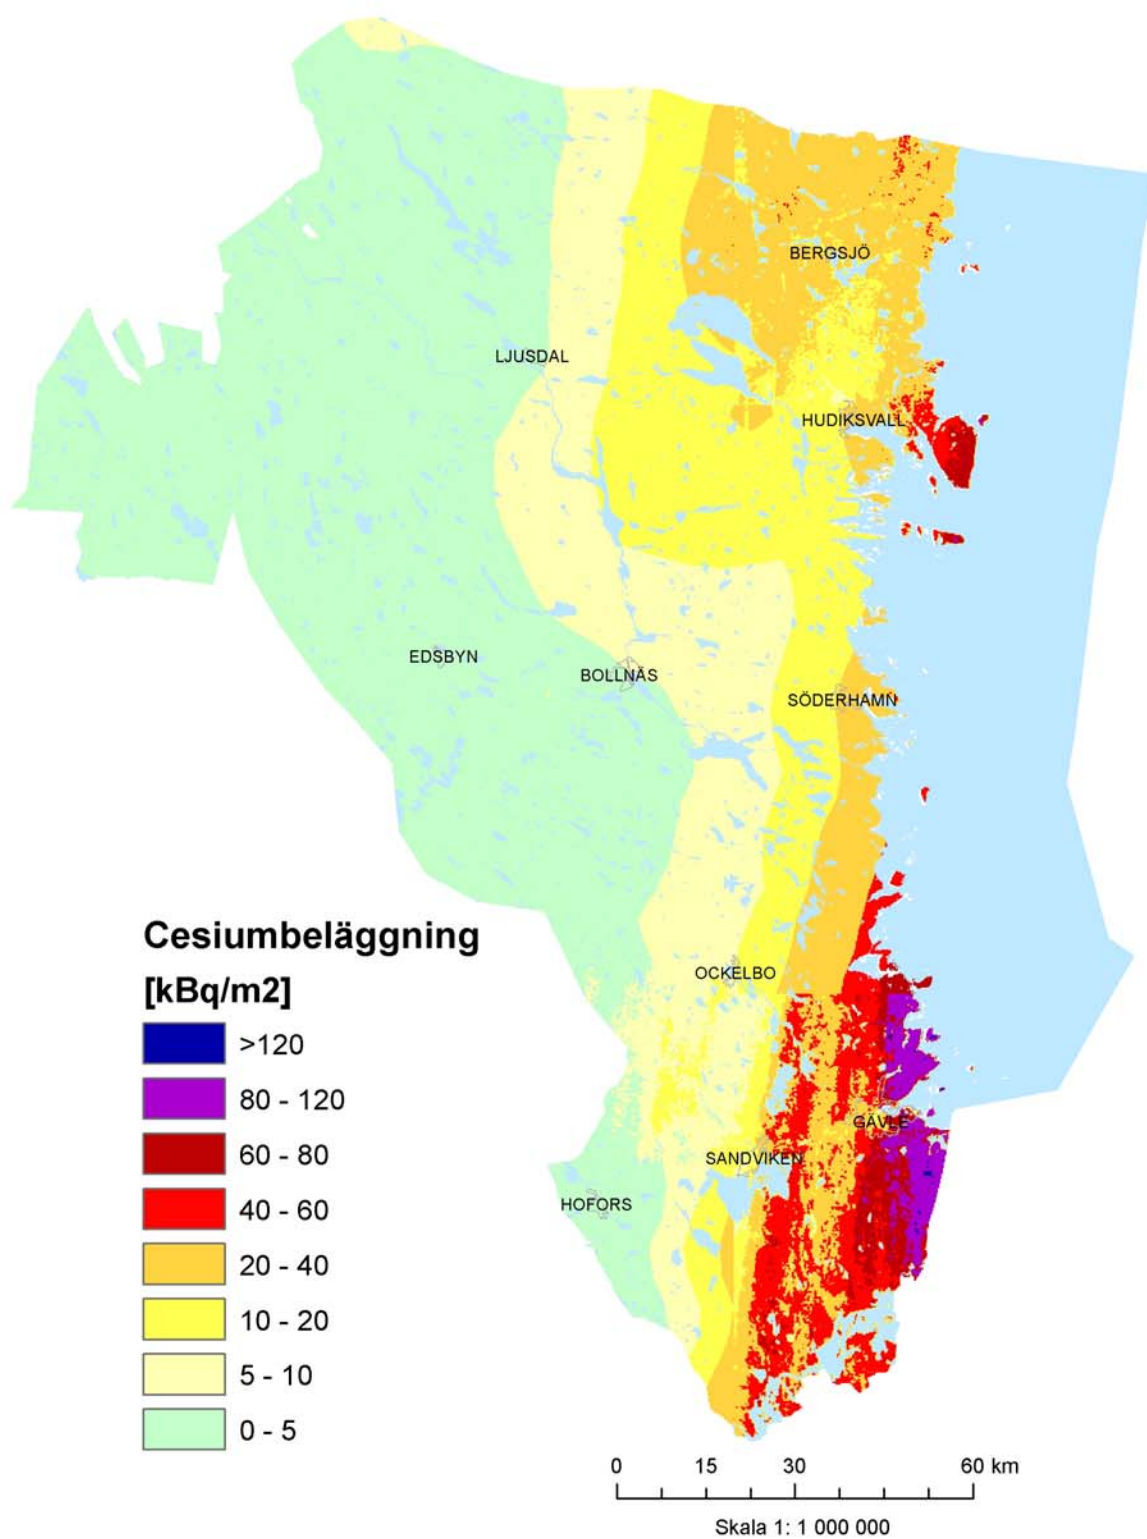 BERGSJÖ
LJUSDAL
HUDIKSVALL
EDSBYN
BOLLNÄS
SÖDERHAMN
Cesiumbeläggning
[kBq/m2]
>120
80 - 120
60 - 80
40 - 60
20 - 40
10 - 20
5 - 10
0 - 5
OCKELBO
GÄVLE
SANDVIKEN
HOFORS
0 15 30 60 km
Skala 1: 1 000 000